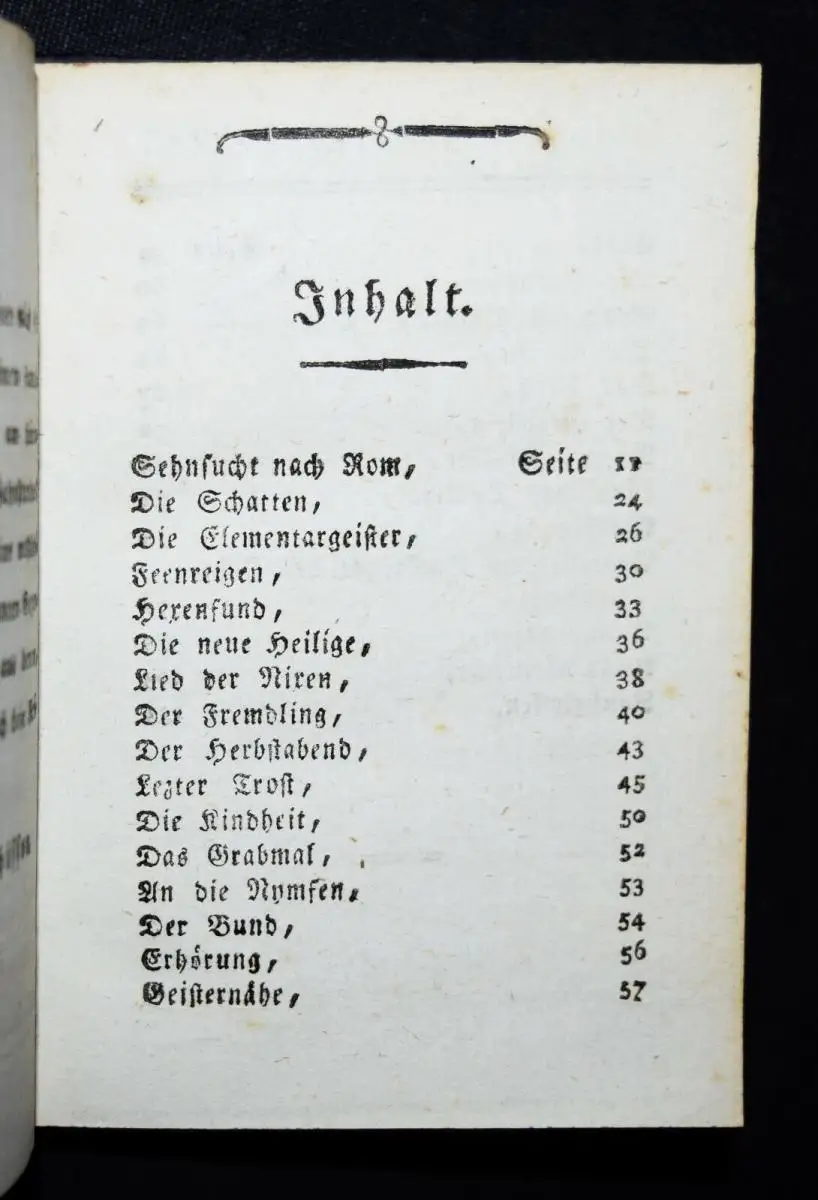 Inhalt.
Sehnsucht nach Rom, Seite 11
Die Schatten, 24
Die Elementargeister, 26
Feenreigen, 30
Hexenfund, 33
Die neue Heilige, 36
Lied der Nixen, 38
Der Fremdling, 40
Der Herbstabend, 43
Lezter Trost, 45
Die Kindheit, 50
Das Grabmal, 52
An die Nymfen, 53
Der Bund, 54
Erhörung, 56
Geisternähe, 57